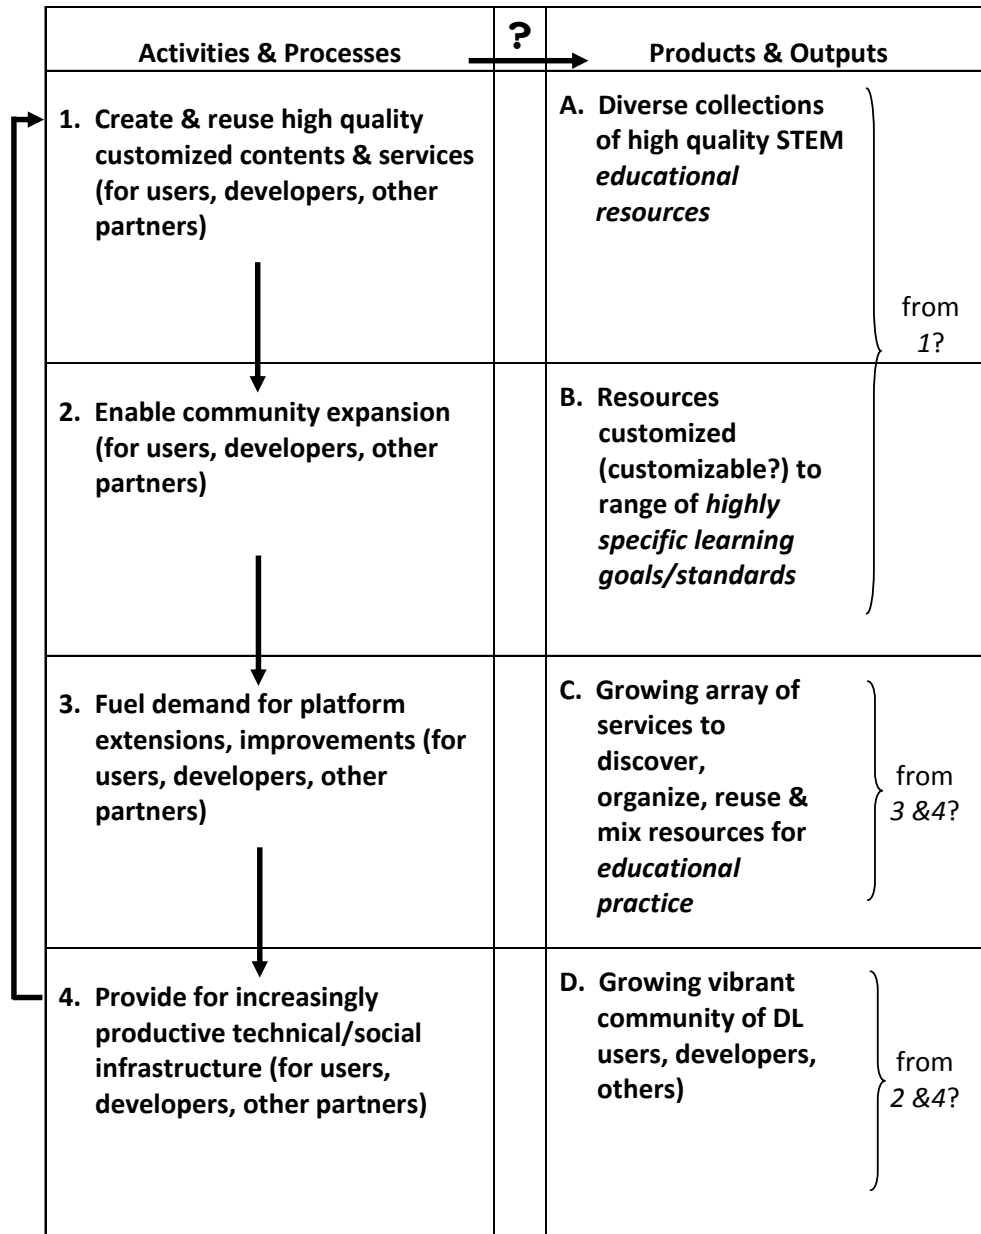 Activities & Processes
?
Products & Outputs
1. Create & reuse high quality
customized contents & services
(for users, developers, other
partners)
A. Diverse collections
of high quality STEM
educational
resources
from
1?
2. Enable community expansion
(for users, developers, other
partners)
B. Resources
customized
(customizable?) to
range of highly
specific learning
goals/standards
3. Fuel demand for platform
extensions, improvements (for
users, developers, other
partners)
C. Growing array of
services to
discover,
organize, reuse &
mix resources for
educational
practice
from
3 &4?
4. Provide for increasingly
productive technical/social
infrastructure (for users,
developers, other partners)
D. Growing vibrant
community of DL
users, developers,
others)
from
2 &4?